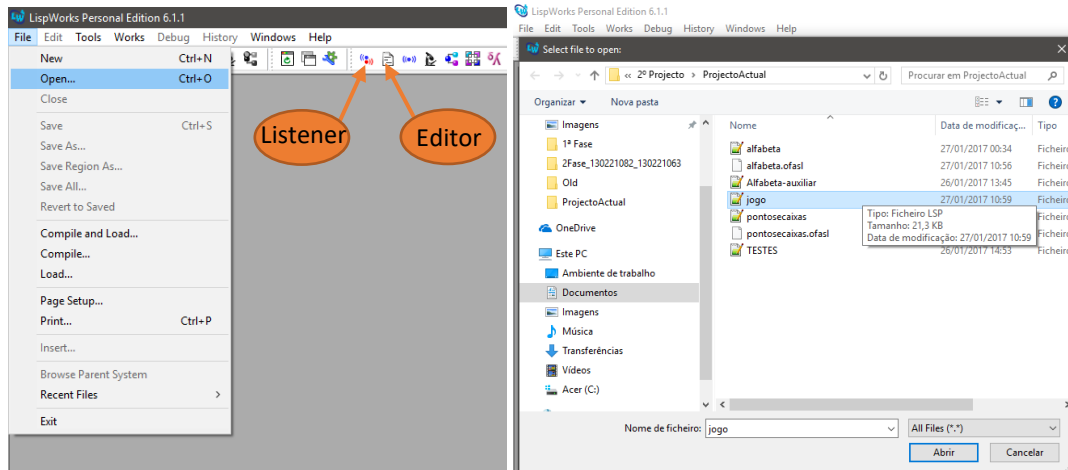 LispWorks Personal Edition 6.1.1
File Edit Tools Works Debug History Windows Help
New Ctrl+N
Open... Ctrl+O
Close
Save Ctrl+S
Save As...
Save Region As...
Save All...
Revert to Saved
Compile and Load...
Compile...
Load...
Page Setup...
Print... Ctrl+P
Insert...
Browse Parent System
Recent Files
Exit
Listener
Editor
LispWorks Personal Edition 6.1.1
File Edit Tools Works Debug History Windows Help
Select file to open:
« 2º Projecto > ProjectoActual
Procurar em ProjectoActual
Organizar Nova pasta
Imagens
1ª Fase
2Fase_130221082_130221063
Old
ProjectoActual
OneDrive
Este PC
Ambiente de trabalho
Documentos
Imagens
Música
Transferências
Vídeos
Acer (C:)
Nome Data de modificaç... Tipo
alfabeta 27/01/2017 00:34 Ficheiro
alfabeta.ofasl 27/01/2017 10:56 Ficheiro
Alfabeta-auxiliar 26/01/2017 13:45 Ficheiro
jogo 27/01/2017 10:59 Ficheiro
pontosecaixas
pontosecaixas.ofasl
TESTES 26/01/2017 14:53 Ficheiro
Tipo: Ficheiro LSP
Tamanho: 21,3 KB
Data de modificação: 27/01/2017 10:59
Nome de ficheiro: jogo
All Files (*.*)
Abrir Cancelar